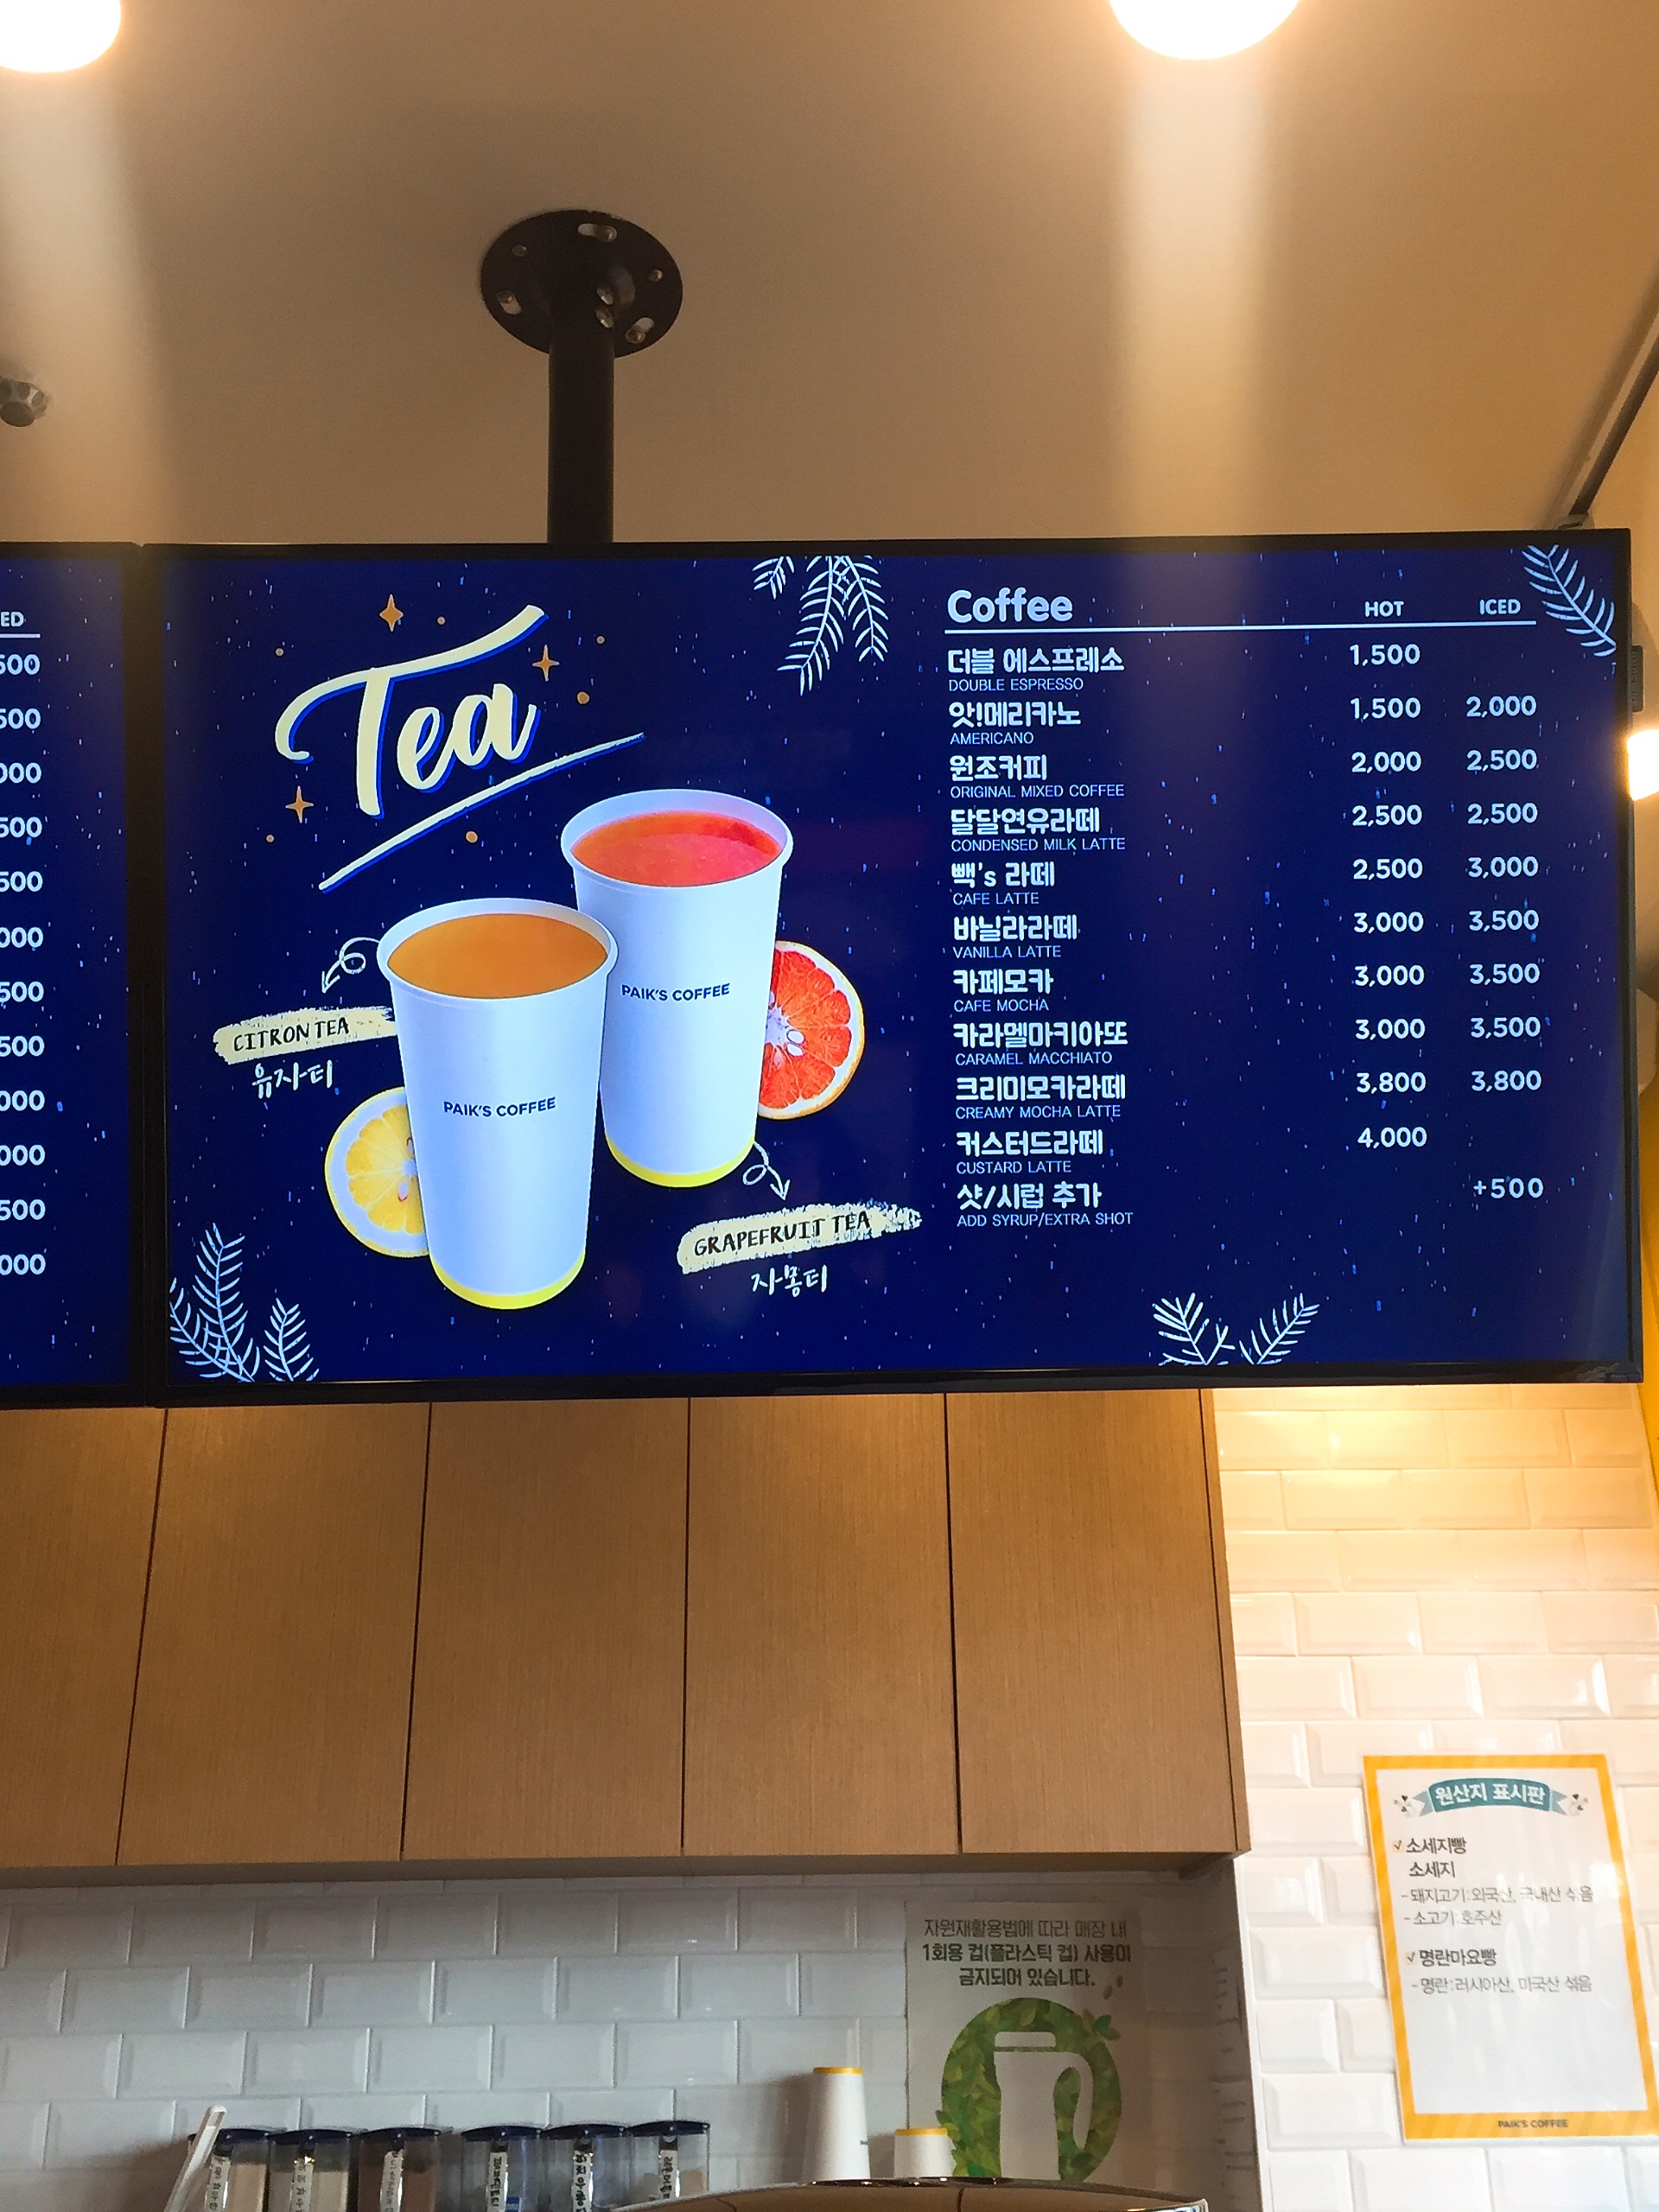 ED
500
500
000
500
500
000
500
500
000
000
500
000
Tea
PAIK'S COFFEE
PAIK'S COFFEE
CITRON TEA
유자티
GRAPEFRUIT TEA
자몽티
Coffee HOT ICED
더블 에스프레소 1,500
DOUBLE ESPRESSO
앗!메리카노 1,500 2,000
AMERICANO
원조커피 2,000 2,500
ORIGINAL MIXED COFFEE
달달연유라떼 2,500 2,500
CONDENSED MILK LATTE
빽's 라떼 2,500 3,000
CAFE LATTE
바닐라라떼 3,000 3,500
VANILLA LATTE
카페모카 3,000 3,500
CAFE MOCHA
카라멜마키아또 3,000 3,500
CARAMEL MACCHIATO
크리미모카라떼 3,800 3,800
CREAMY MOCHA LATTE
커스터드라떼 4,000
CUSTARD LATTE
샷/시럽 추가 +500
ADD SYRUP/EXTRA SHOT
원산지 표시판
소세지빵
소세지
-돼지고기:외국산, 국내산 섞음
-소고기:호주산
명란마요빵
-명란:러시아산, 미국산 섞음
PAIK'S COFFEE
자원재활용법에 따라 매장 내
1회용 컵(플라스틱 컵) 사용이
금지되어 있습니다.